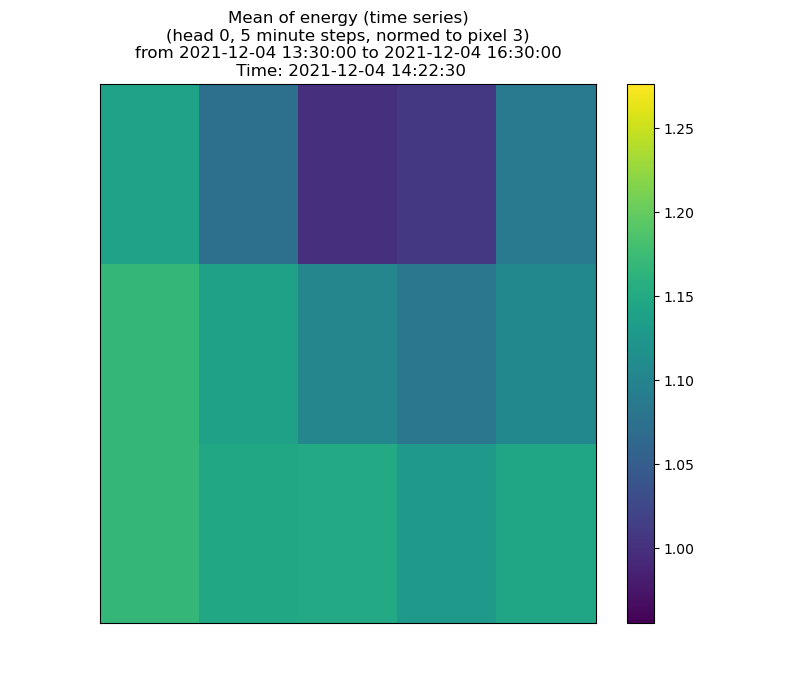 Mean of energy (time series)
(head 0, 5 minute steps, normed to pixel 3)
from 2021-12-04 13:30:00 to 2021-12-04 16:30:00
Time: 2021-12-04 14:22:30
1.25
1.20
1.15
1.10
1.05
1.00